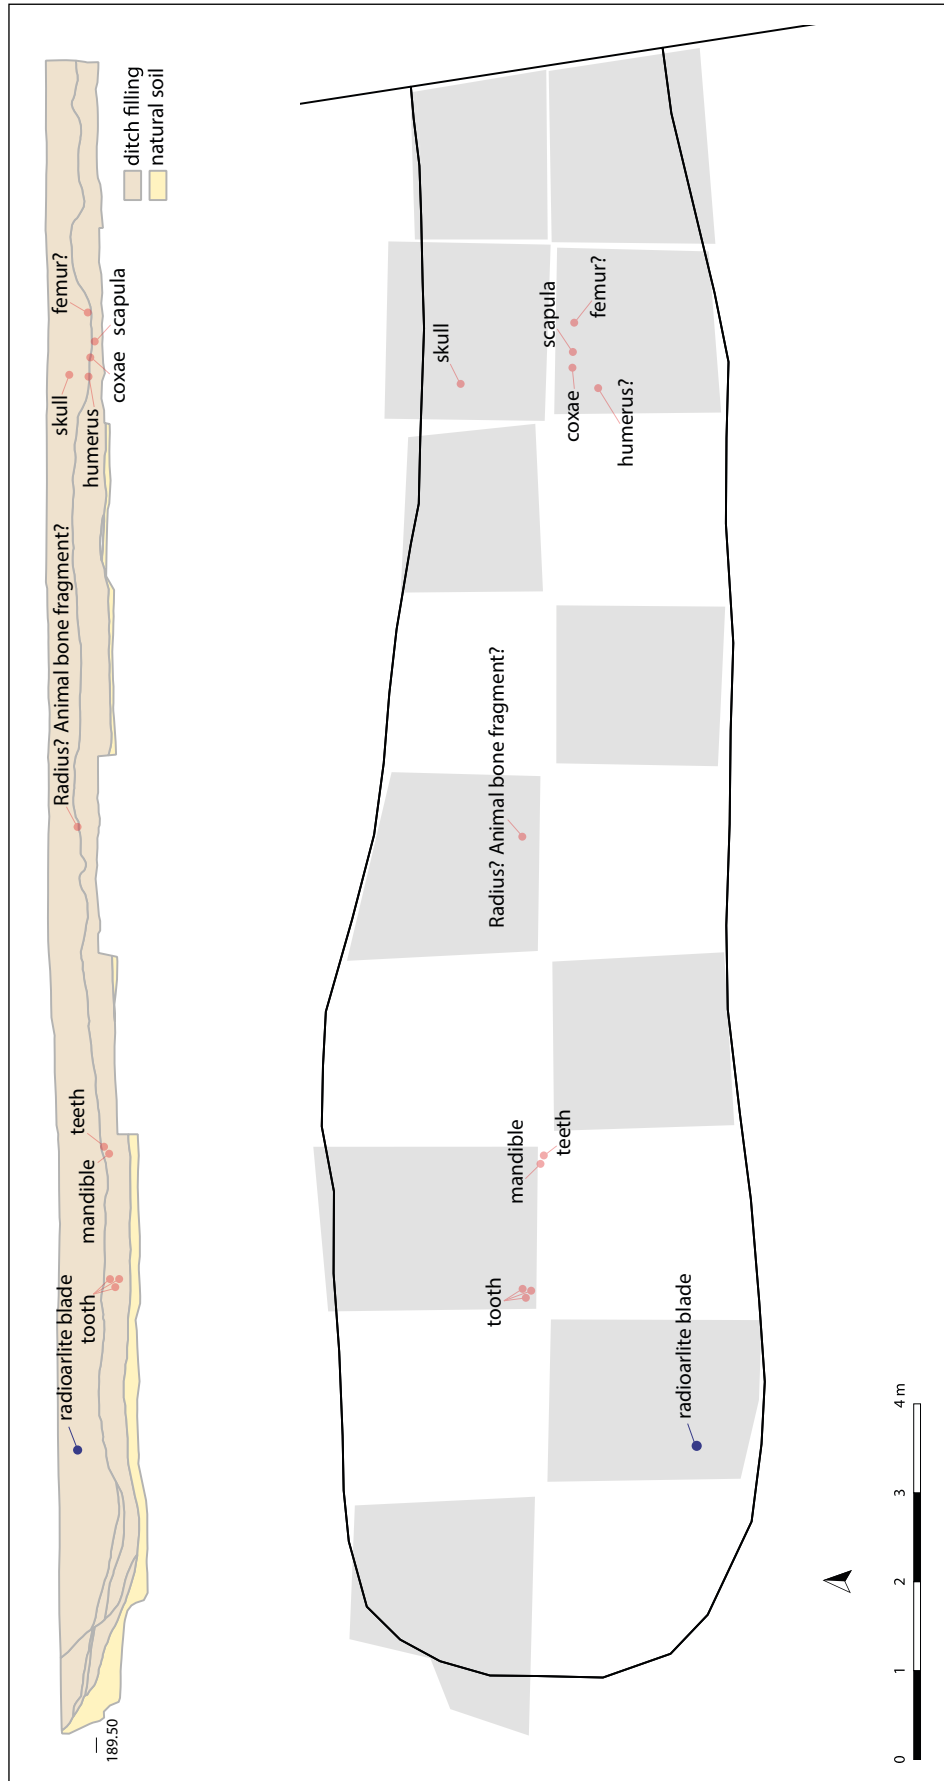 ditch filling
natural soil
femur?
scapula
skull
coxae
humerus
Radius? Animal bone fragment?
teeth
mandible
radioarlite blade
tooth
189.50
femur?
scapula
skull
coxae
humerus?
Radius? Animal bone fragment?
mandible
teeth
tooth
radioarlite blade
0 1 2 3 4 m